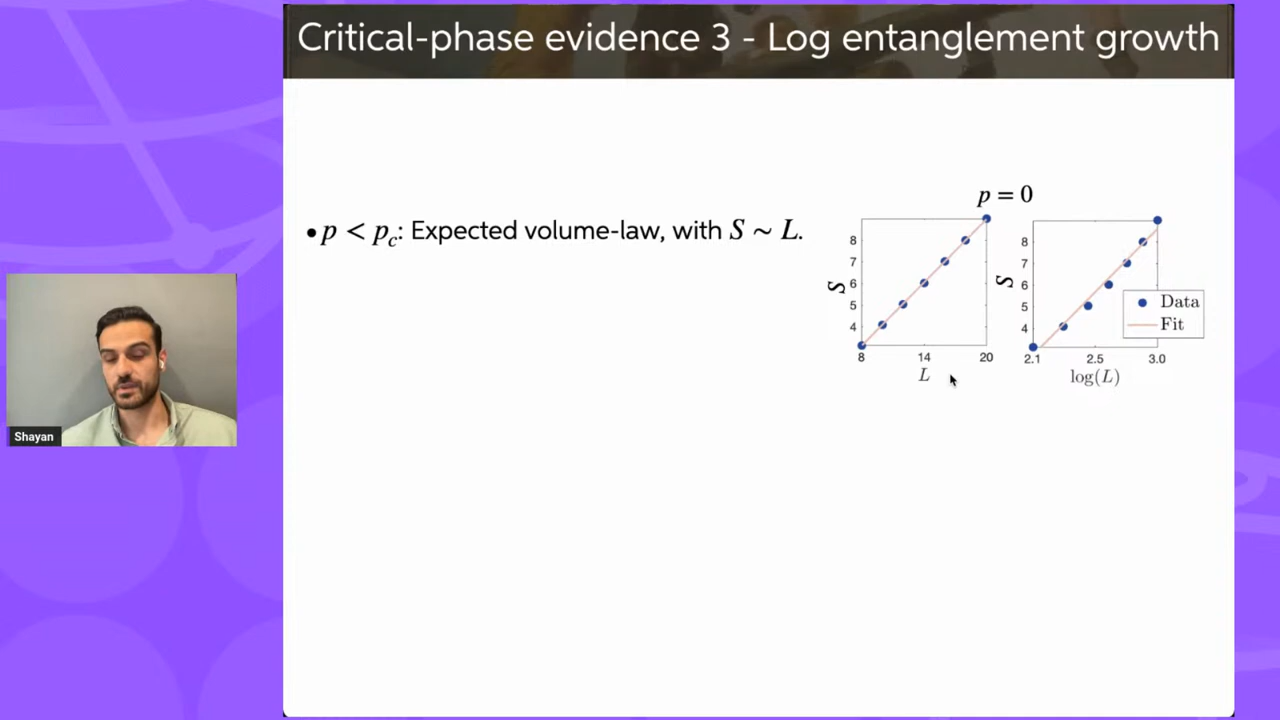 Critical-phase evidence 3 - Log entanglement growth
p = 0
• p < p_c: Expected volume-law, with S ~ L.
S
8
7
6
5
4
8 14 20
L
S
8
7
6
5
4
2.1 2.5 3.0
log(L)
Data
Fit
Shayan